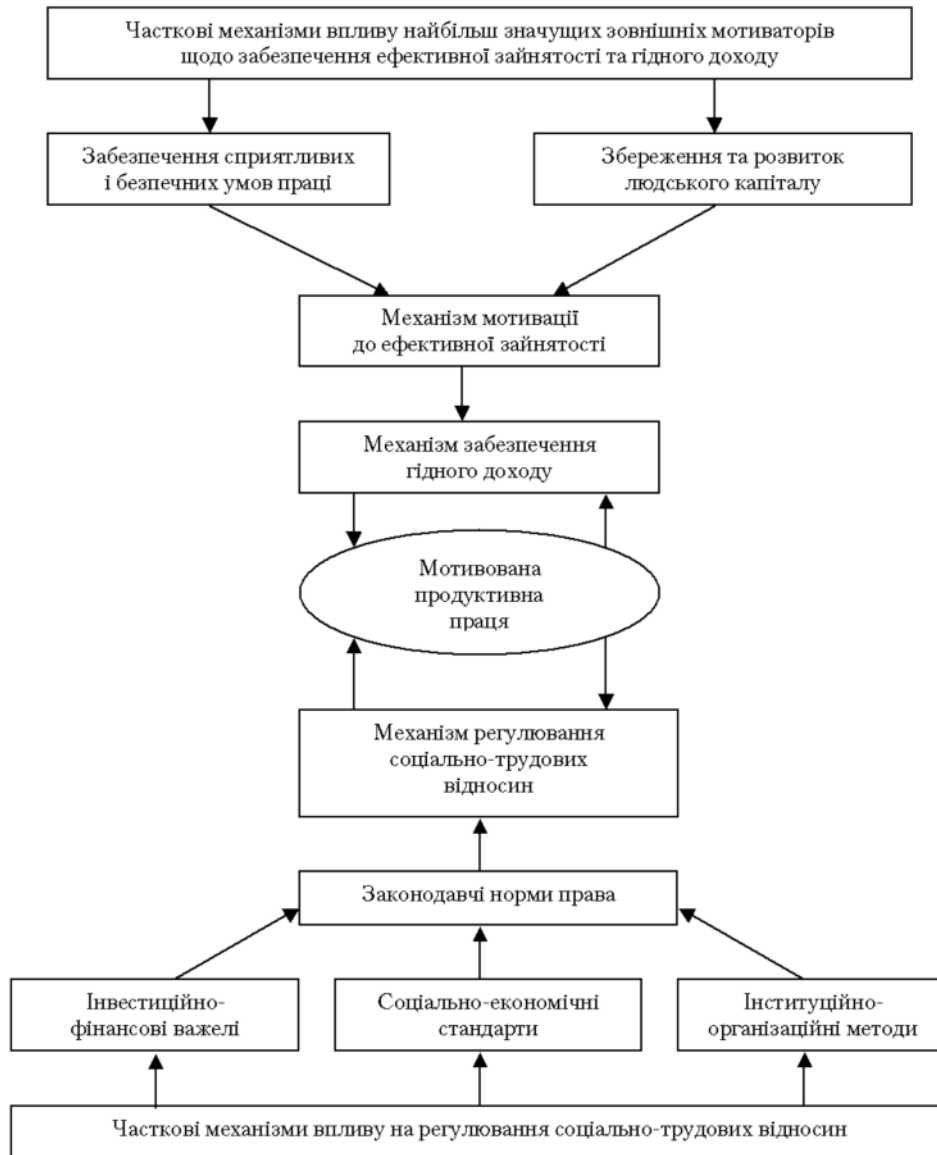 Часткові механізми впливу найбільш значущих зовнішніх мотиваторів
щодо забезпечення ефективної зайнятості та гідного доходу
Забезпечення сприятливих
і безпечних умов праці
Збереження та розвиток
людського капіталу
Механізм мотивації
до ефективної зайнятості
Механізм забезпечення
гідного доходу
Мотивована
продуктивна
праця
Механізм регулювання
соціально-трудових
відносин
Законодавчі норми права
Інвестиційно-
фінансові важелі
Соціально-економічні
стандарти
Інституційно-
організаційні методи
Часткові механізми впливу на регулювання соціально-трудових відносин